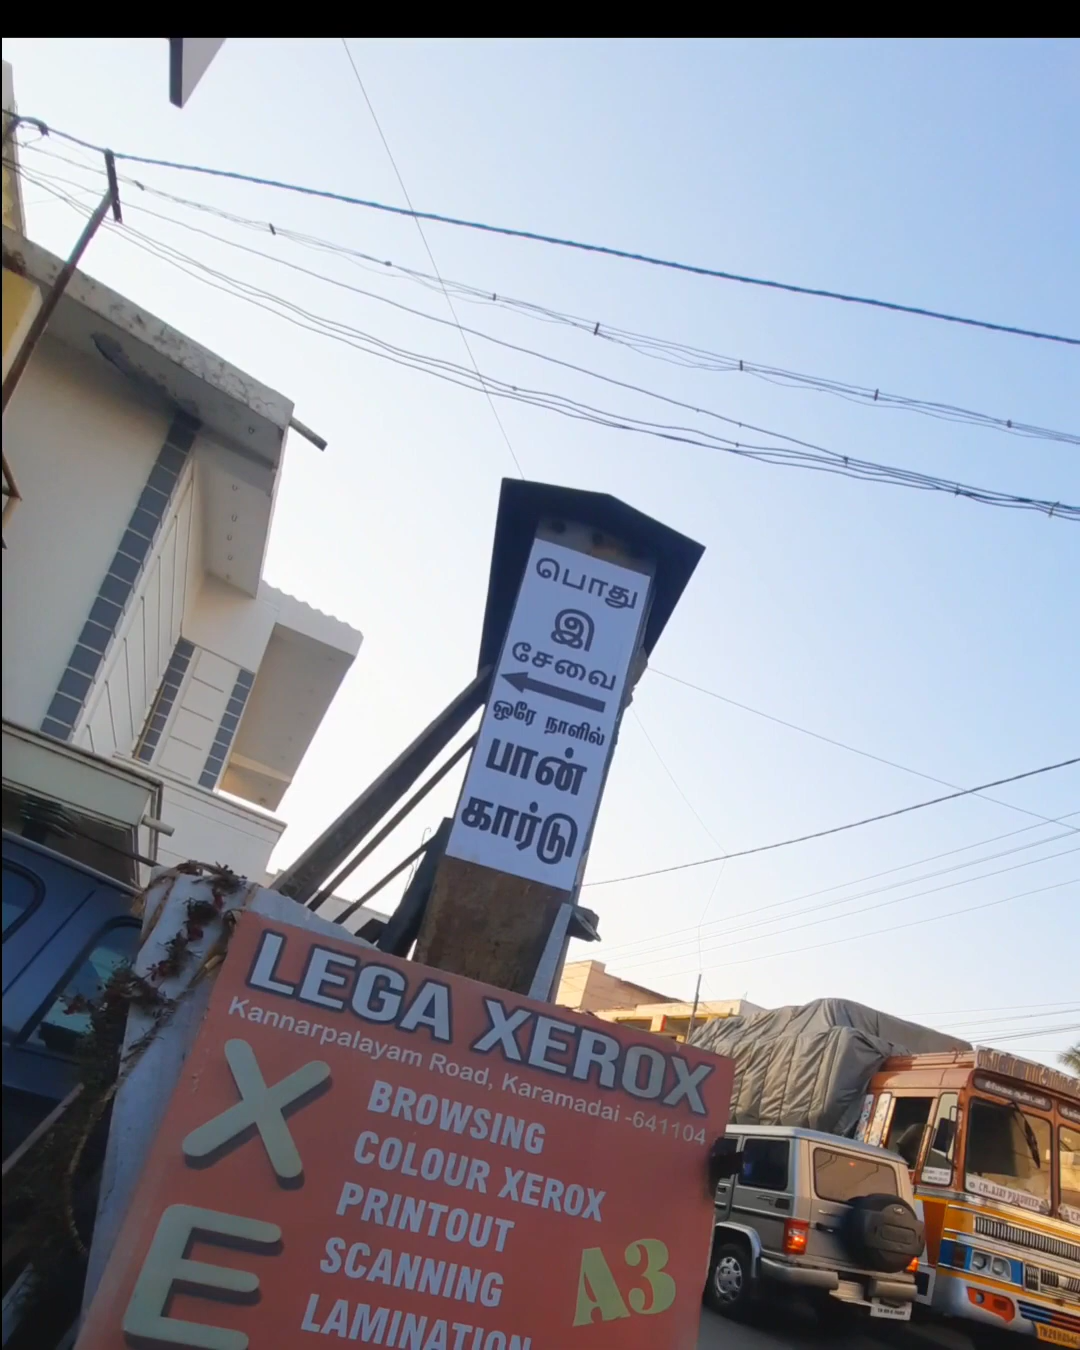 பொது
இ
சேவை
ஒரே நாளில்
பான்
கார்டு
LEGA XEROX
Kannarpalayam Road, Karamadai -641104
X
E
BROWSING
COLOUR XEROX
PRINTOUT
SCANNING
LAMINATION
A3